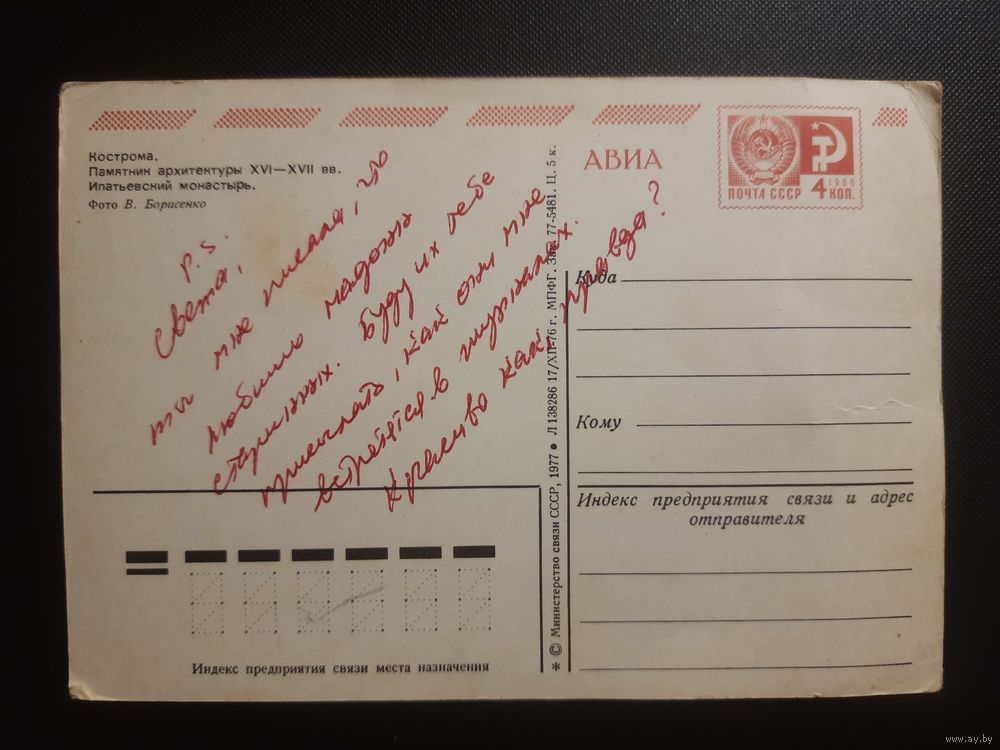 АВИА
ПОЧТА СССР 4 КОП.
1966
Кострома.
Памятник архитектуры XVI—XVII вв.
Ипатьевский монастырь.
Фото В. Борисенко
P.S.
Света,
ты мне писала, что
любишь мадонн
старинных. Буду их тебе
присылать, как они мне
встретятся в журналах.
Красиво как, правда?
Куда
Кому
Индекс предприятия связи и адрес
отправителя
Индекс предприятия связи места назначения
* © Министерство связи СССР, 1977 ● Л 138286 17/XII-76 г. МПФГ. Зак. 77-5481. Ц. 5 к.
www.ay.by